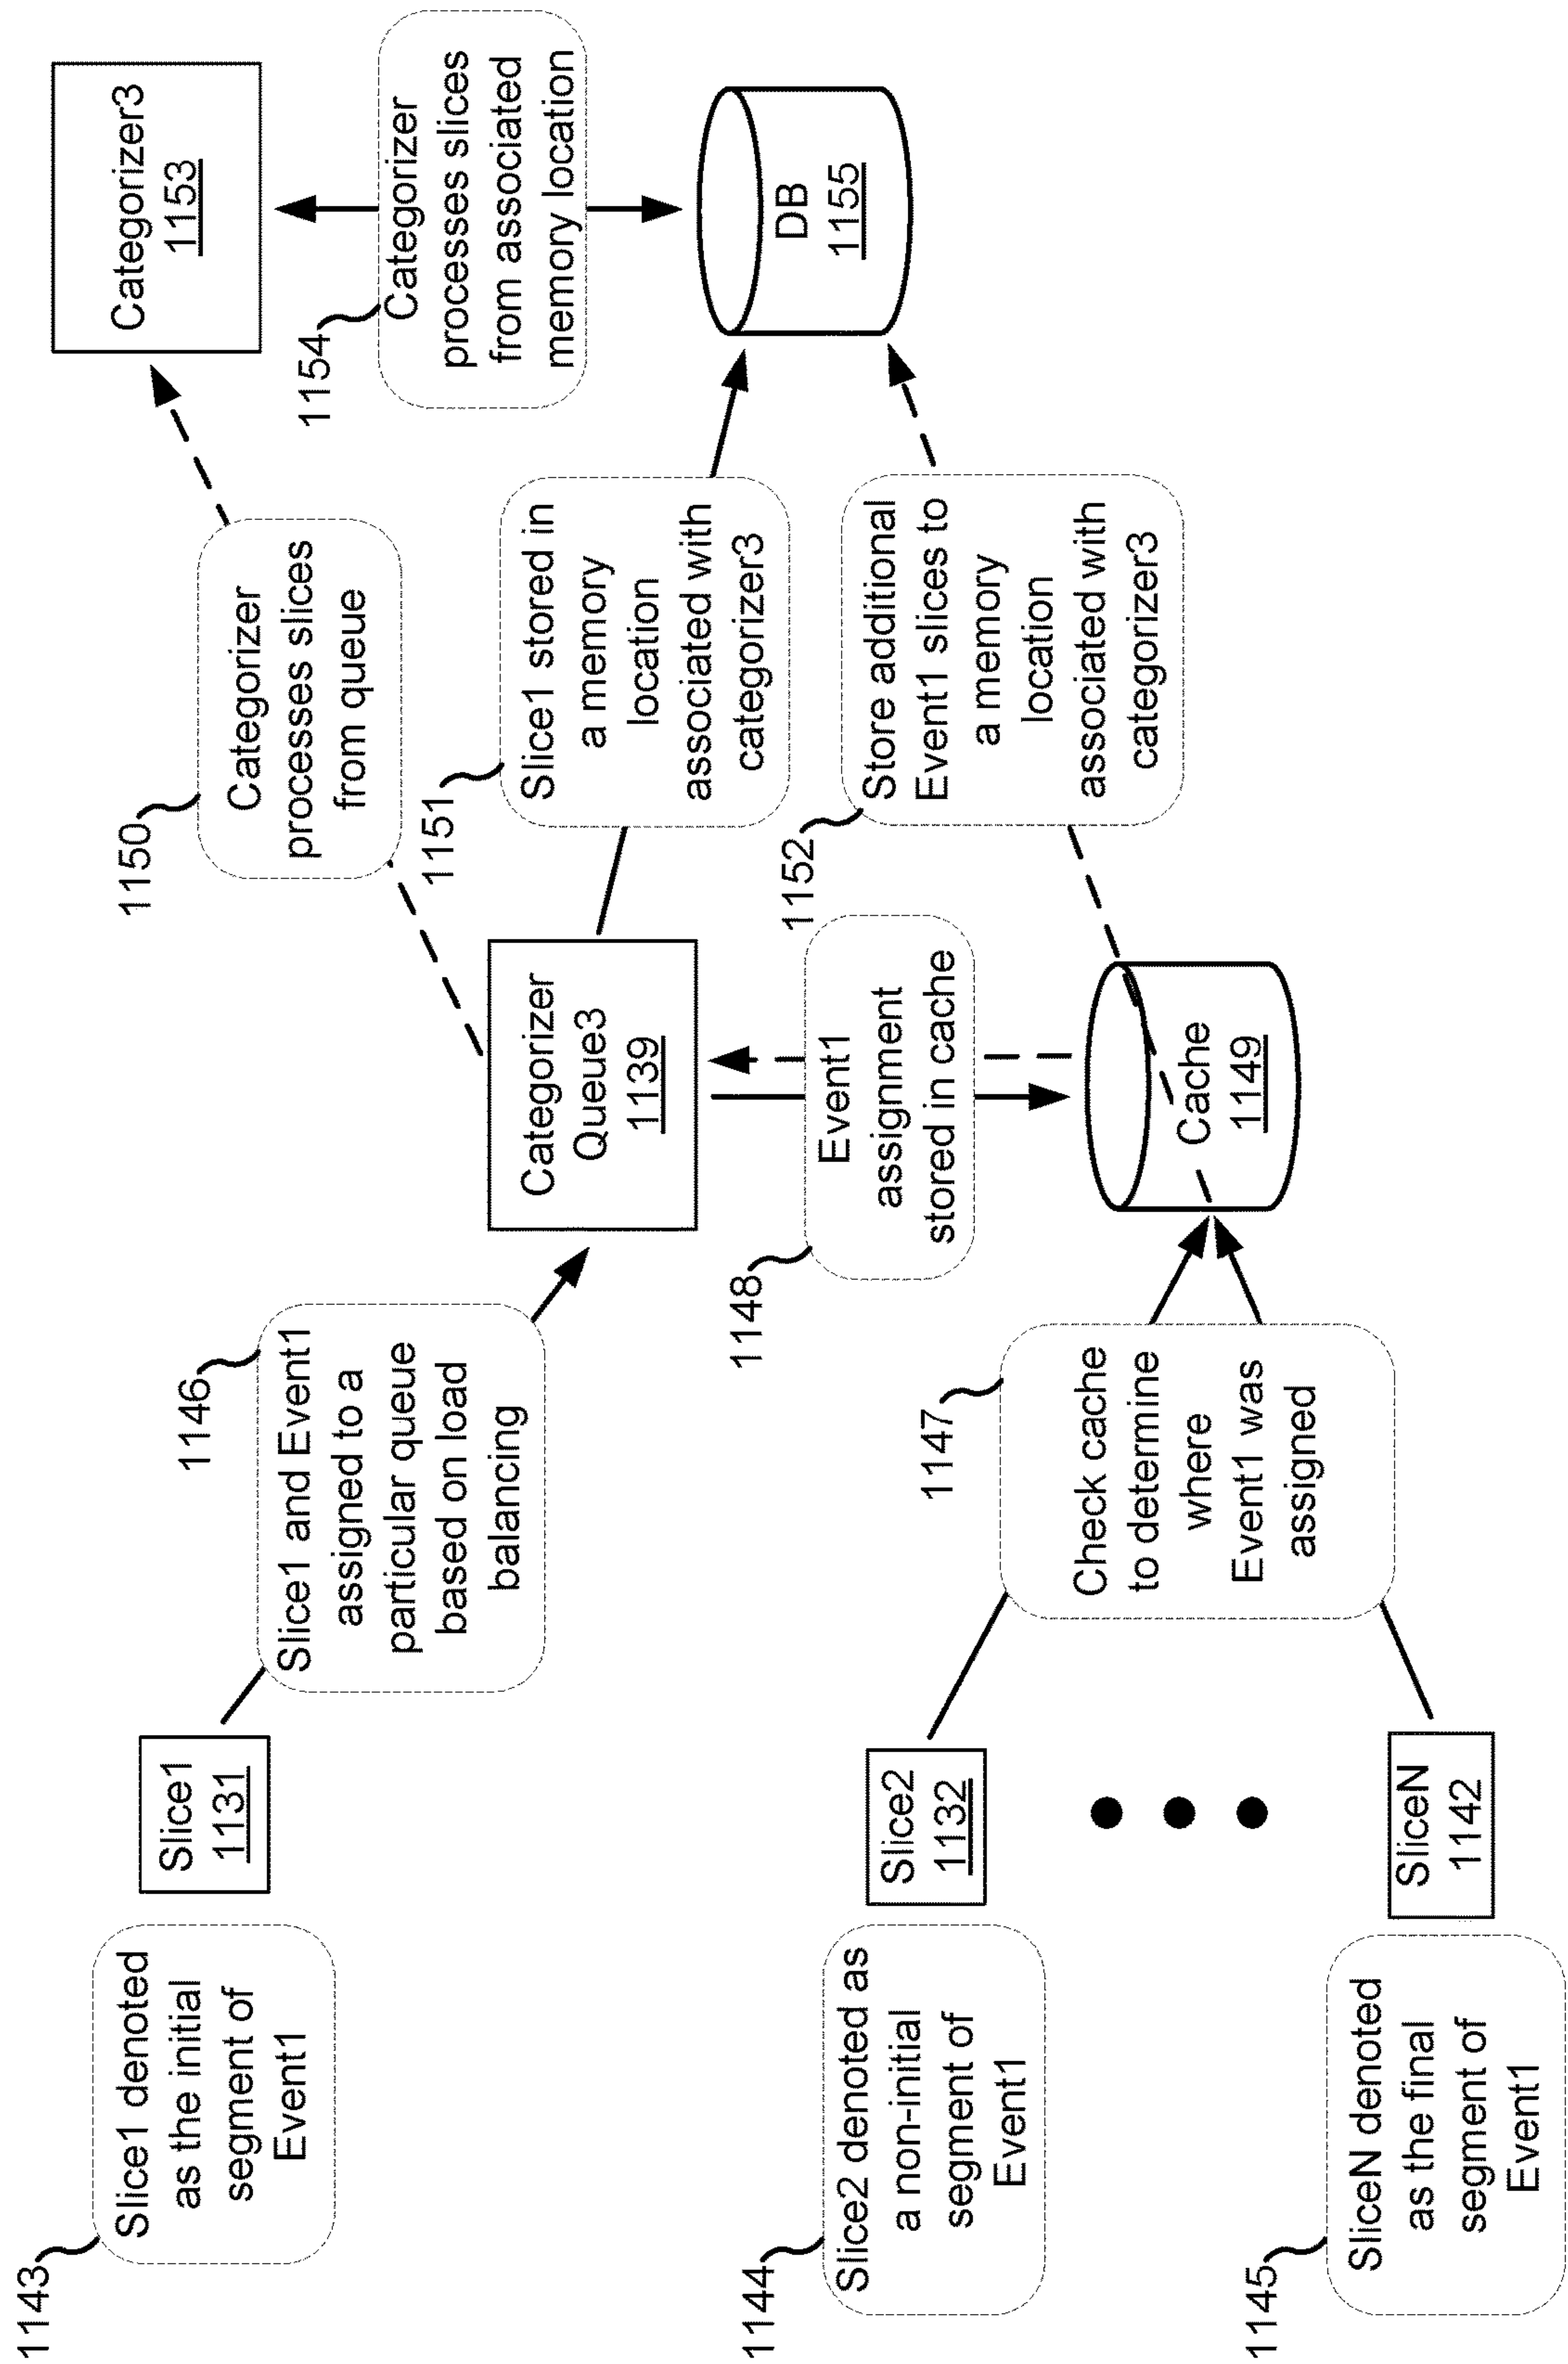 1143
Slice1 denoted
as the initial
segment of
Event1
Slice1
1131
1146
Slice1 and Event1
assigned to a
particular queue
based on load
balancing
Categorizer
Queue3
1139
1150
Categorizer
processes slices
from queue
Categorizer3
1153
1151
Slice1 stored in
a memory
location
associated with
categorizer3
1154
Categorizer
processes slices
from associated
memory location
DB
1155
1148
Event1
assignment
stored in cache
1152
Store additional
Event1 slices to
a memory
location
associated with
categorizer3
1144
Slice2 denoted as
a non-initial
segment of
Event1
Slice2
1132
1147
Check cache
to determine
where
Event1 was
assigned
Cache
1149
1145
SliceN denoted
as the final
segment of
Event1
SliceN
1142